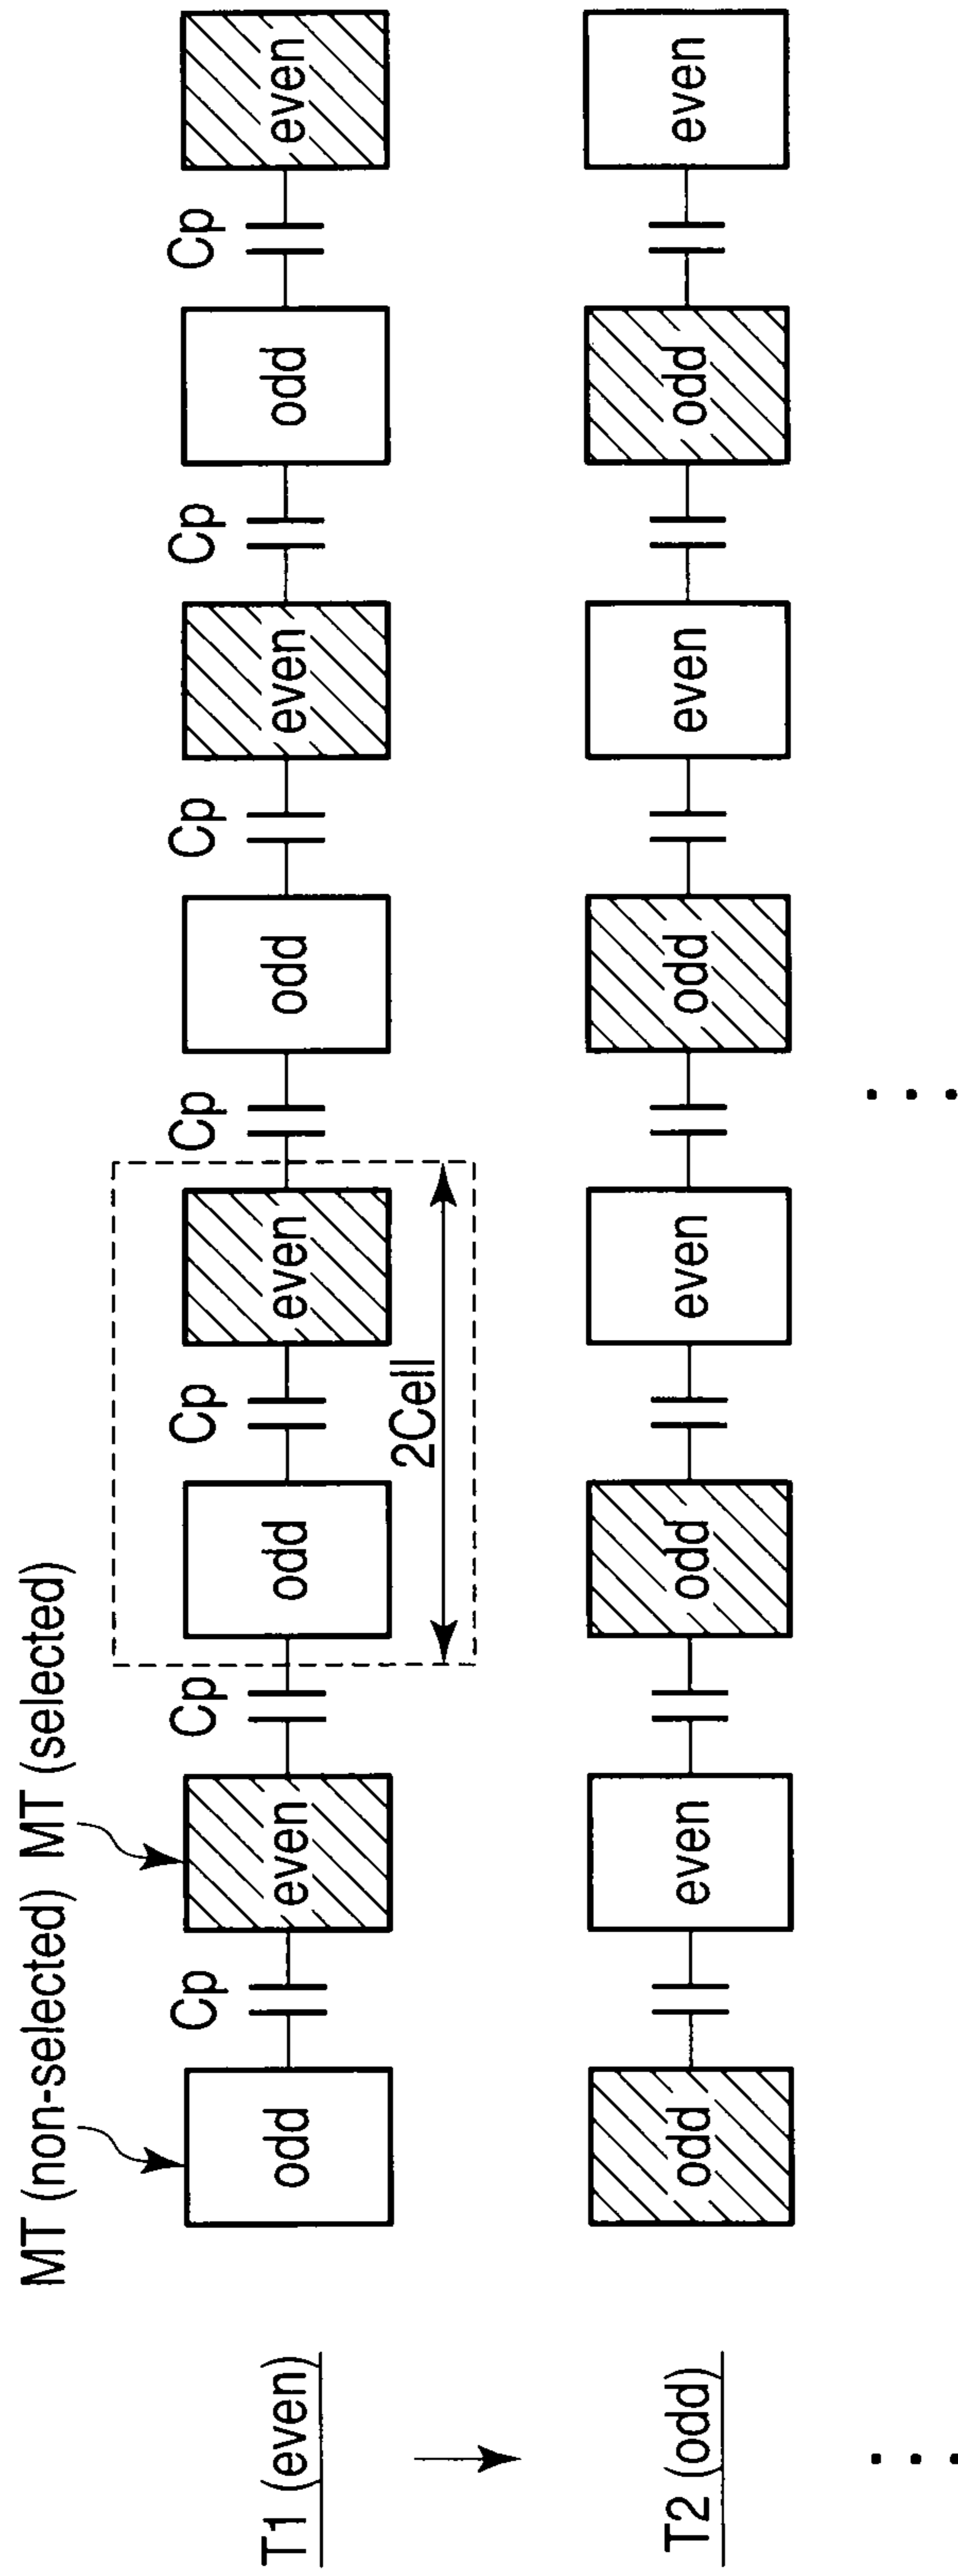 MT (non-selected) MT (selected)
Cp Cp Cp Cp Cp Cp Cp
T1 (even) odd even odd even odd even odd even
2Cell
T2 (odd) odd even odd even odd even odd even